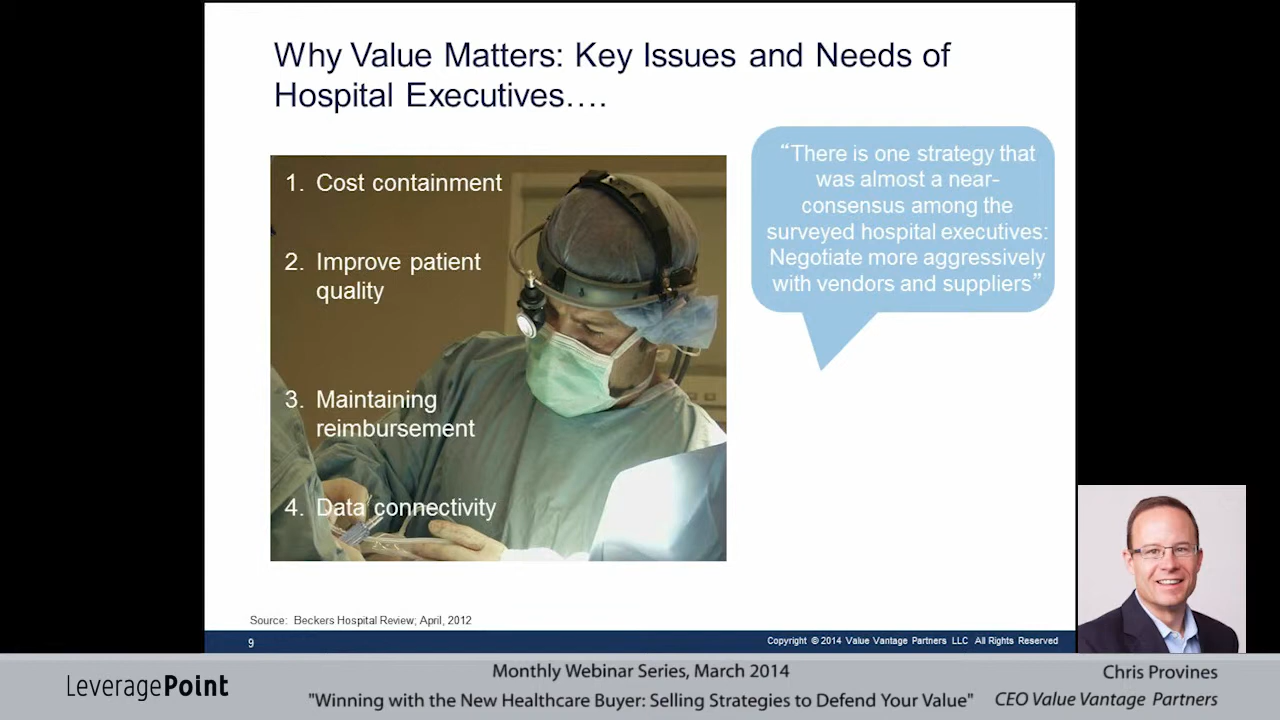 Why Value Matters: Key Issues and Needs of
Hospital Executives….
1. Cost containment
2. Improve patient
quality
3. Maintaining
reimbursement
4. Data connectivity
“There is one strategy that
was almost a near-
consensus among the
surveyed hospital executives:
Negotiate more aggressively
with vendors and suppliers”
Source: Beckers Hospital Review; April, 2012
9
Copyright © 2014 Value Vantage Partners LLC All Rights Reserved
LeveragePoint
Monthly Webinar Series, March 2014
"Winning with the New Healthcare Buyer: Selling Strategies to Defend Your Value"
Chris Provines
CEO Value Vantage Partners